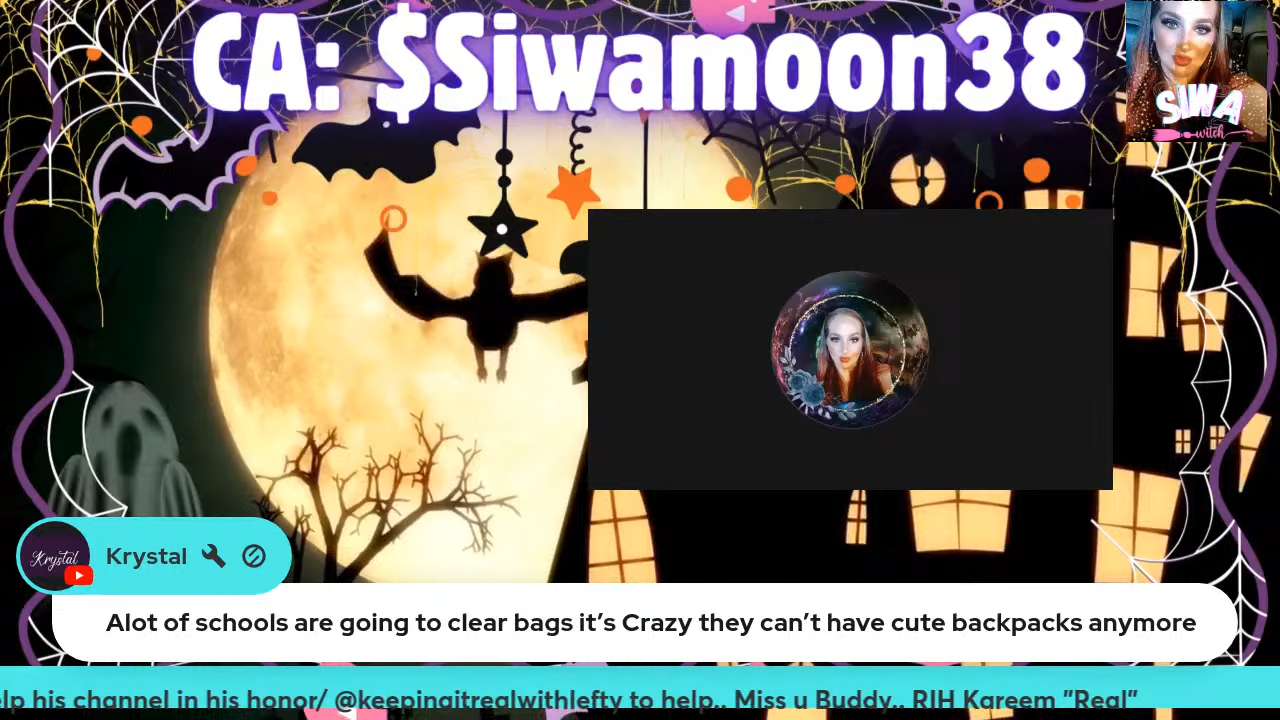 CA: $Siwamoon38
SIWA
witch
Krystal
Krystal
Alot of schools are going to clear bags it's Crazy they can't have cute backpacks anymore
elp his channel in his honor/ @keepingitrealwithlefty to help.. Miss u Buddy.. RIH Kareem "Real"